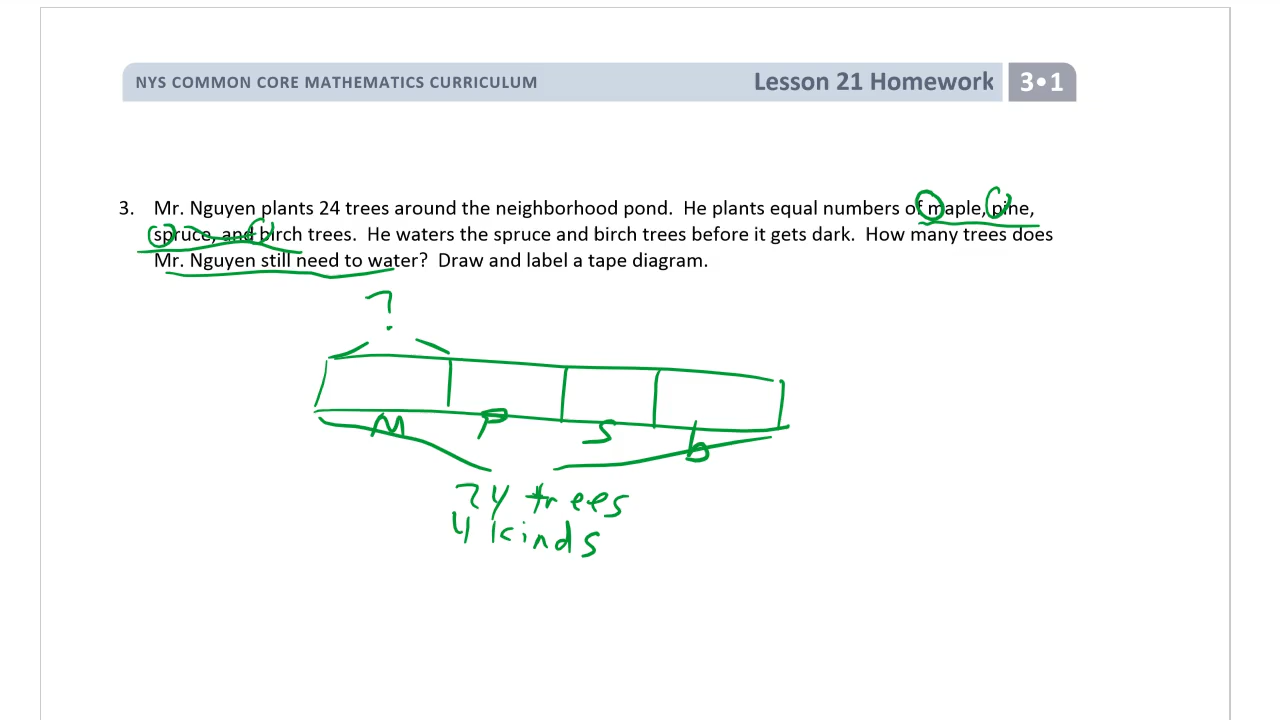 NYS COMMON CORE MATHEMATICS CURRICULUM Lesson 21 Homework 3•1
3. Mr. Nguyen plants 24 trees around the neighborhood pond. He plants equal numbers of maple, pine,
spruce, and birch trees. He waters the spruce and birch trees before it gets dark. How many trees does
Mr. Nguyen still need to water? Draw and label a tape diagram.
?
M P S b
24 trees
4 kinds